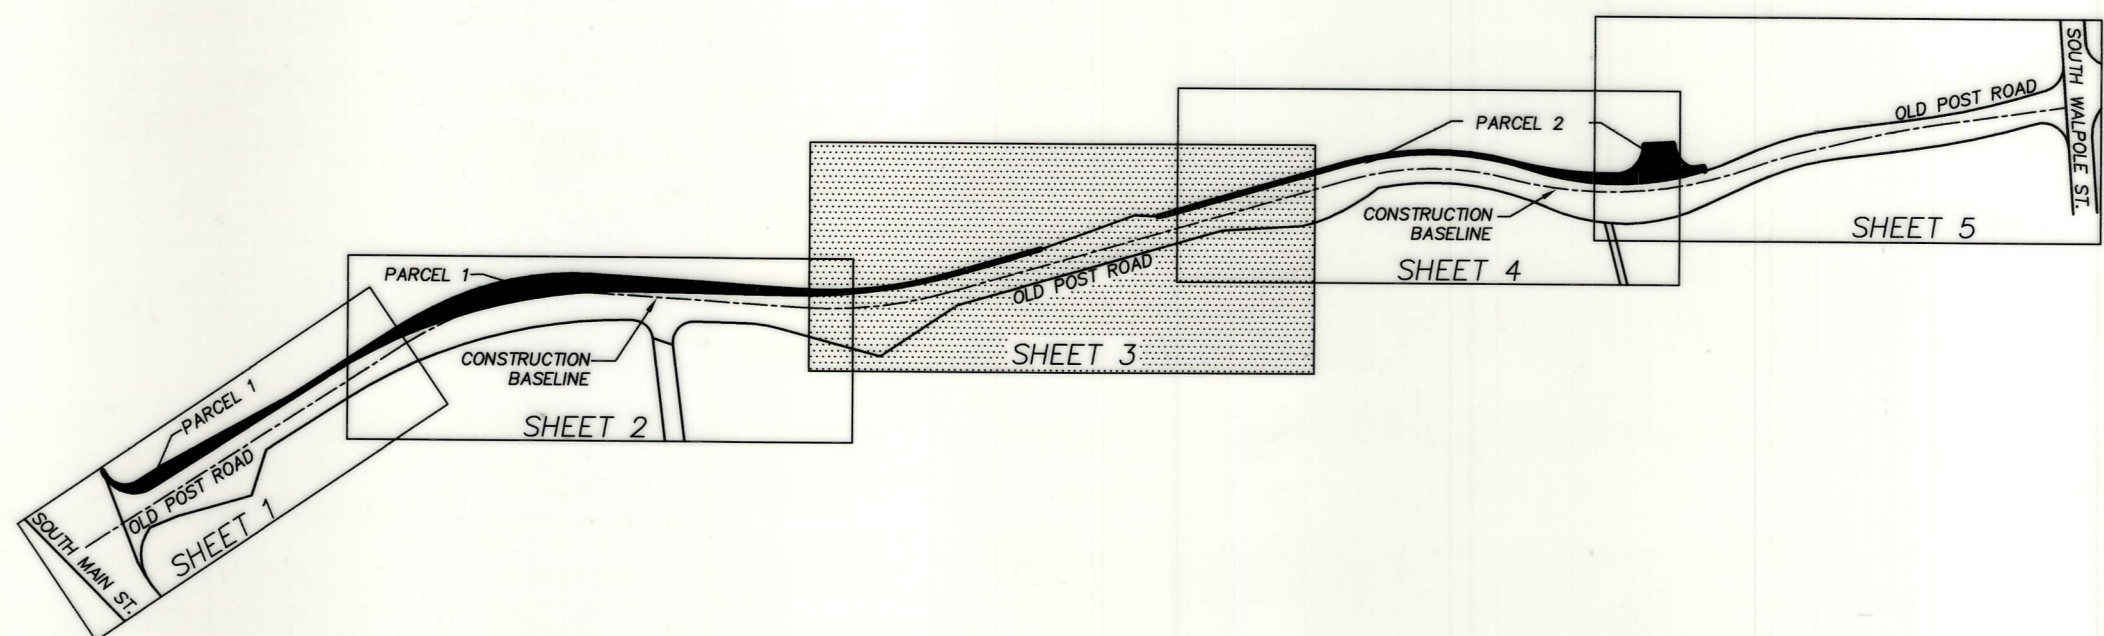 SOUTH MAIN ST.
OLD POST ROAD
SHEET 1
PARCEL 1
PARCEL 1
CONSTRUCTION
BASELINE
SHEET 2
OLD POST ROAD
SHEET 3
PARCEL 2
CONSTRUCTION
BASELINE
SHEET 4
OLD POST ROAD
SHEET 5
SOUTH WALPOLE ST.